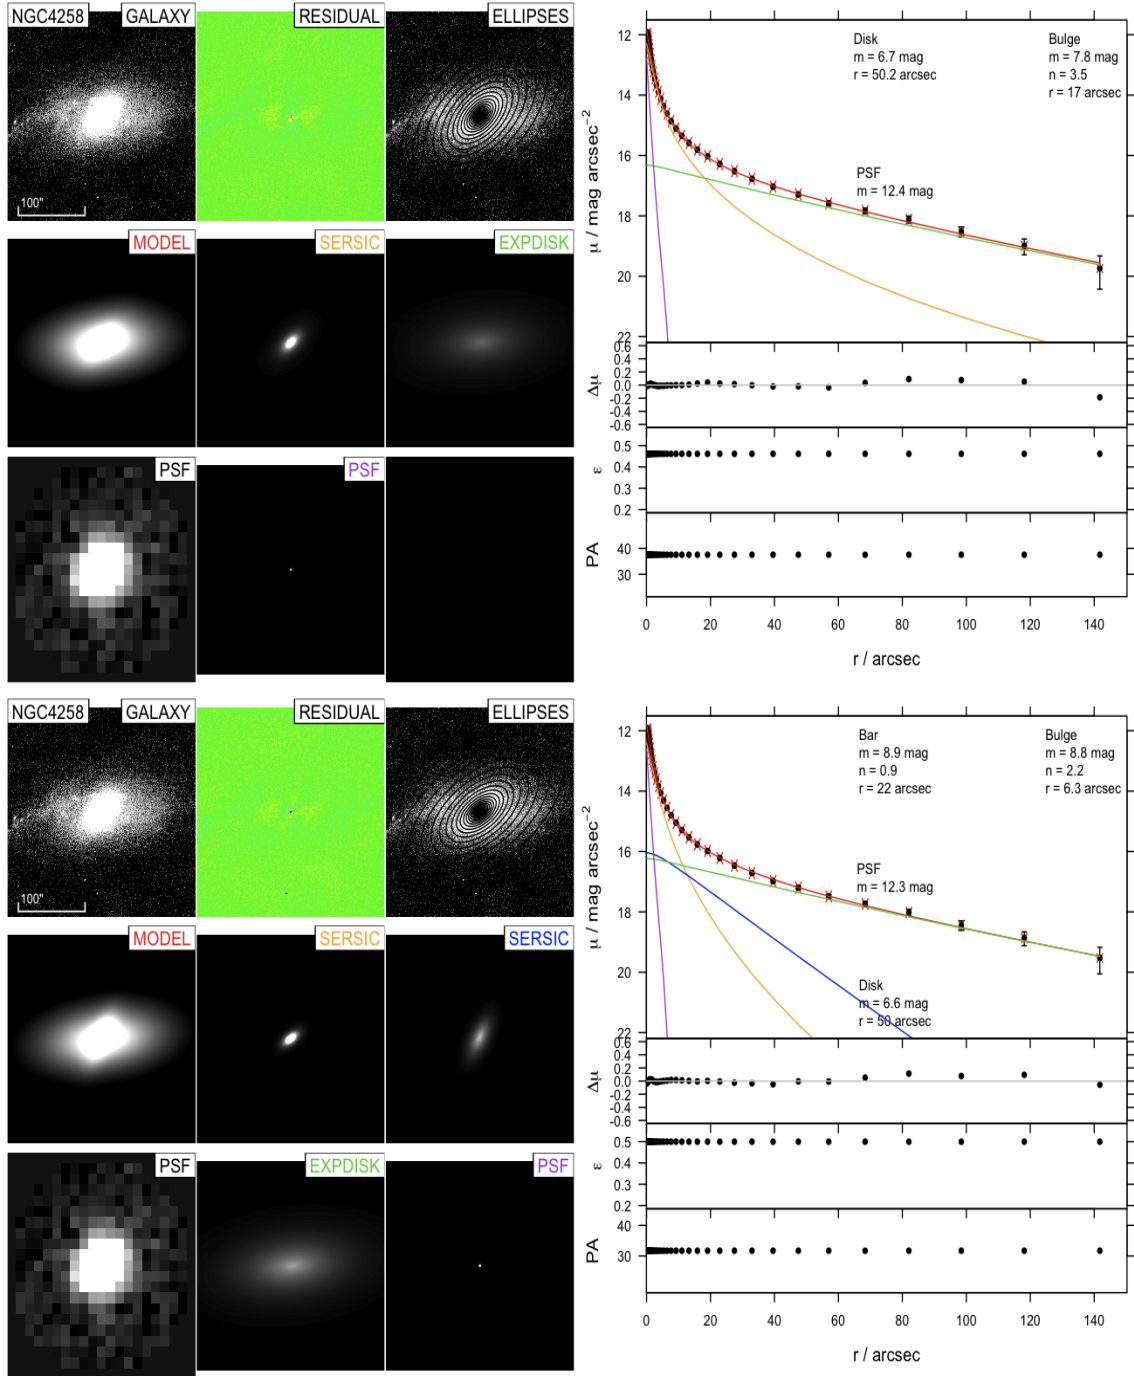 NGC4258 GALAXY RESIDUAL ELLIPSES
100"
MODEL SERSIC EXPDISK
PSF PSF
Disk
m = 6.7 mag
r = 50.2 arcsec
Bulge
m = 7.8 mag
n = 3.5
r = 17 arcsec
PSF
m = 12.4 mag
μ / mag arcsec−2
12
14
16
18
20
22
Δμ
0.6
0.4
0.2
0.0
-0.2
-0.4
-0.6
ε
0.5
0.4
0.3
0.2
PA
40
30
0 20 40 60 80 100 120 140
r / arcsec
NGC4258 GALAXY RESIDUAL ELLIPSES
100"
MODEL SERSIC SERSIC
PSF EXPDISK PSF
Bar
m = 8.9 mag
n = 0.9
r = 22 arcsec
Bulge
m = 8.8 mag
n = 2.2
r = 6.3 arcsec
PSF
m = 12.3 mag
Disk
m = 6.6 mag
r = 50 arcsec
μ / mag arcsec−2
12
14
16
18
20
22
Δμ
0.6
0.4
0.2
0.0
-0.2
-0.4
-0.6
ε
0.5
0.4
0.3
0.2
PA
40
30
0 20 40 60 80 100 120 140
r / arcsec